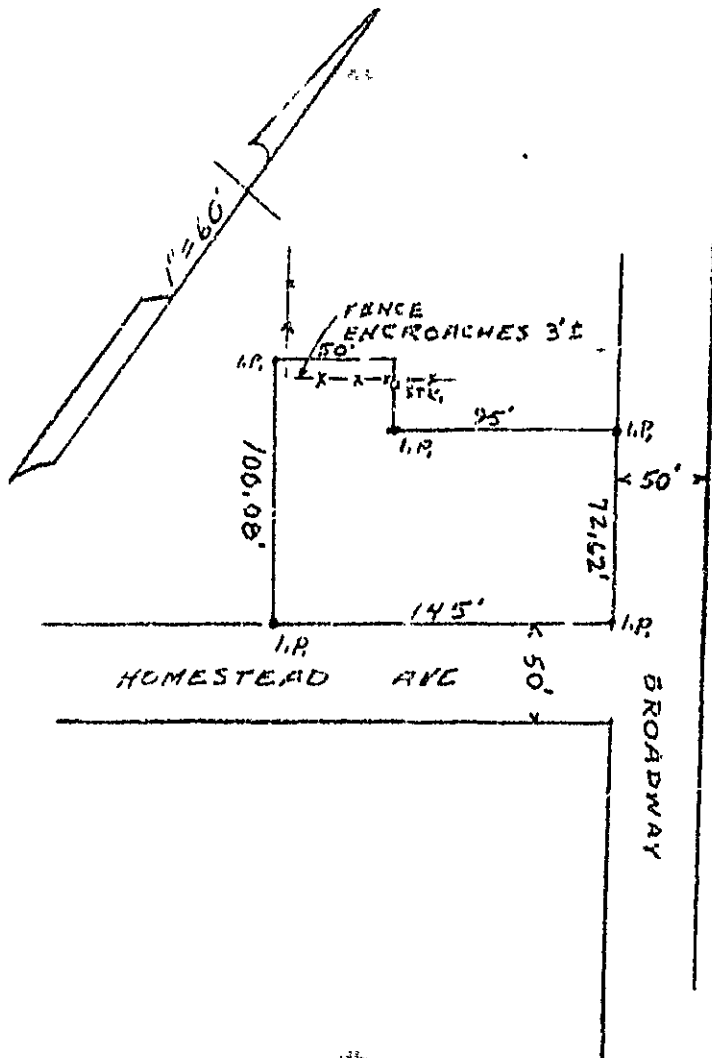 1"=60'
FENCE
ENCROACHES 3'±
I.P. 50'
STK.
95'
I.P.
I.P.
50'
100.08'
72.62'
145'
I.P.
I.P.
50'
HOMESTEAD AVE
BROADWAY